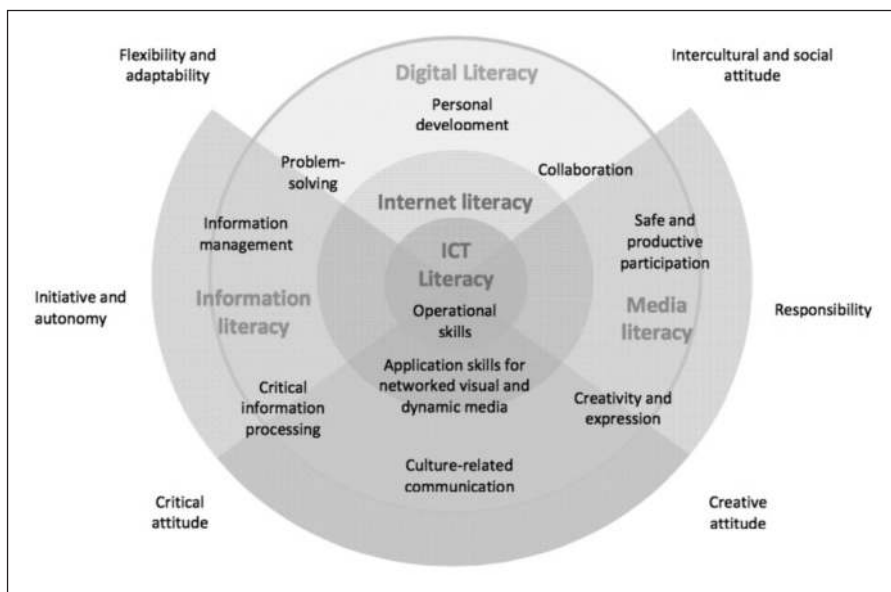 Flexibility and
adaptability
Intercultural and social
attitude
Digital Literacy
Personal
development
Problem-
solving
Collaboration
Internet literacy
Information
management
Safe and
productive
participation
ICT
Literacy
Initiative and
autonomy
Information
literacy
Operational
skills
Media
literacy
Responsibility
Application skills for
networked visual and
dynamic media
Critical
information
processing
Creativity and
expression
Culture-related
communication
Critical
attitude
Creative
attitude